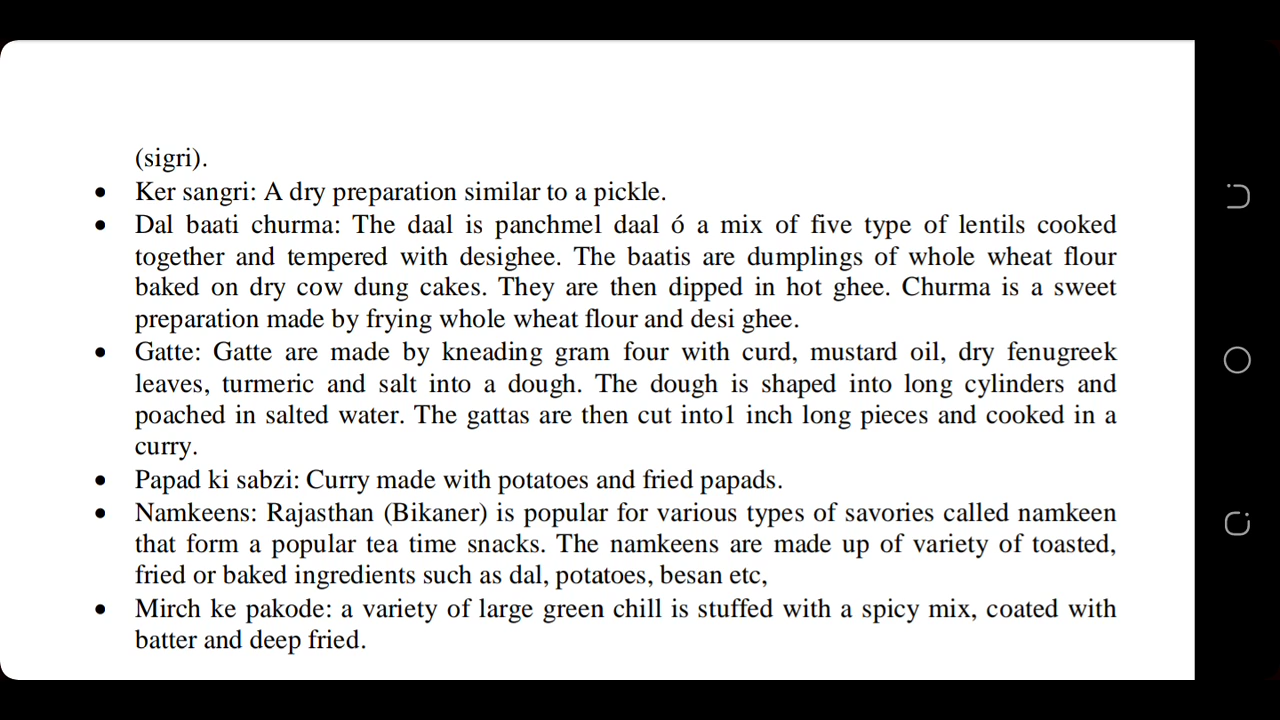 (sigri).
• Ker sangri: A dry preparation similar to a pickle.
• Dal baati churma: The daal is panchmel daal ó a mix of five type of lentils cooked
together and tempered with desighee. The baatis are dumplings of whole wheat flour
baked on dry cow dung cakes. They are then dipped in hot ghee. Churma is a sweet
preparation made by frying whole wheat flour and desi ghee.
• Gatte: Gatte are made by kneading gram four with curd, mustard oil, dry fenugreek
leaves, turmeric and salt into a dough. The dough is shaped into long cylinders and
poached in salted water. The gattas are then cut into1 inch long pieces and cooked in a
curry.
• Papad ki sabzi: Curry made with potatoes and fried papads.
• Namkeens: Rajasthan (Bikaner) is popular for various types of savories called namkeen
that form a popular tea time snacks. The namkeens are made up of variety of toasted,
fried or baked ingredients such as dal, potatoes, besan etc,
• Mirch ke pakode: a variety of large green chill is stuffed with a spicy mix, coated with
batter and deep fried.